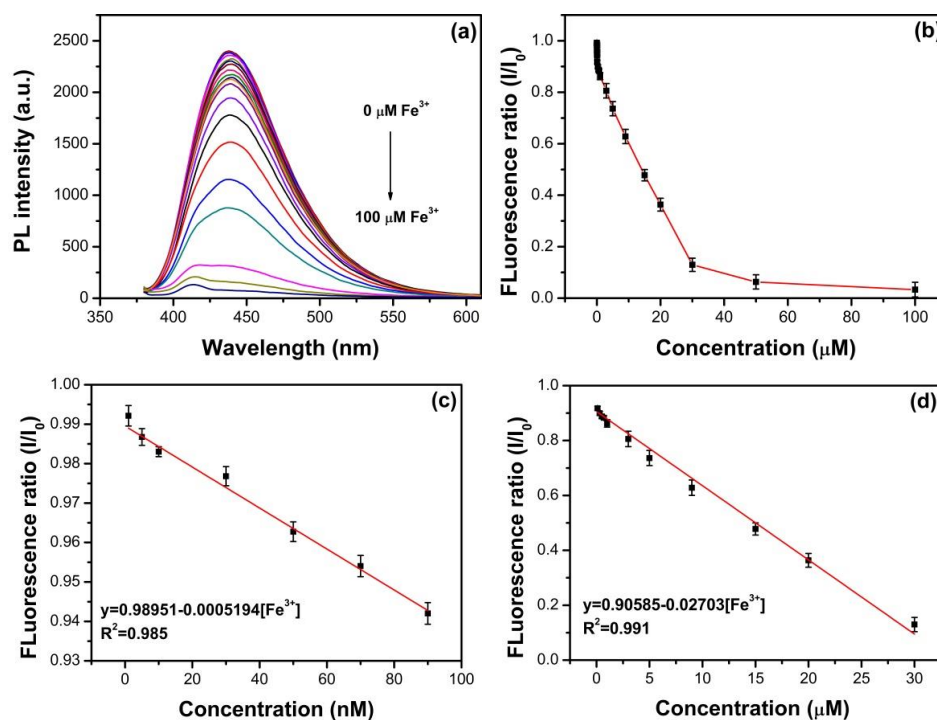 (a)
2500
2000
1500
1000
500
0
PL intensity (a.u.)
0 μM Fe³⁺
100 μM Fe³⁺
350 400 450 500 550 600
Wavelength (nm)
(b)
1.0
0.8
0.6
0.4
0.2
0.0
FLuorescence ratio (I/I₀)
0 20 40 60 80 100
Concentration (μM)
(c)
1.00
0.99
0.98
0.97
0.96
0.95
0.94
0.93
FLuorescence ratio (I/I₀)
y=0.98951-0.0005194[Fe³⁺]
R²=0.985
0 20 40 60 80 100
Concentration (nM)
(d)
1.0
0.8
0.6
0.4
0.2
0.0
FLuorescence ratio (I/I₀)
y=0.90585-0.02703[Fe³⁺]
R²=0.991
0 5 10 15 20 25 30
Concentration (μM)